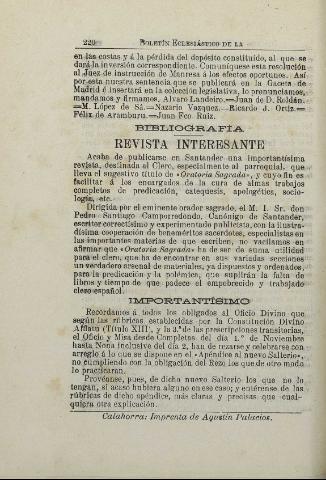 220 BOLETÍN ECLESIÁSTICO DE LA
en las costas y á la pérdida del depósito constituído, al que se
dará la inversión correspondiente. Comuníquese esta resolución
al Juez de instrucción de Manresa á los efectos oportunos. Así
por esta nuestra sentencia que se publicará en la Gaceta de
Madrid é insertará en la colección legislativa, lo pronunciamos,
mandamos y firmamos. Alvaro Landeiro.—Juan de D. Roldán.
—M. López de Sá.—Nazario Vazquez.—Ricardo J. Ortiz.—
Félix de Aramburu.—Juan Fco. Ruiz.
BIBLIOGRAFÍA
REVISTA INTERESANTE
Acaba de publicarse en Santander una importantísima
revista, destinada al Clero, especialmente al parroquial, que
lleva el sugestivo título de «Oratoria Sagrada», y cuyo fin es
facilitar á los encargados de la cura de almas trabajos
completos de predicación, catequesis, apologética, socio-
logía, etc.
Dirigida por el eminente orador sagrado, el M. I. Sr. don
Pedro Santiago Camporredondo, Canónigo de Santander,
escritor correctísimo y experimentado publicista, con la ilustra-
dísima cooperación de beneméritos sacerdotes, especialistas en
las importantes materias de que escriben, no vacilamos en
afirmar que «Oratoria Sagrada» ha de ser de suma utilidad
para el clero, que ha de encontrar en sus variadas secciones
un verdadero arsenal de materiales, ya dispuestos y ordenados,
para la predicación y la polémica, que suplirán la falta de
libros y tiempo de que padece el empobrecido y trabajado
clero español.
IMPORTANTÍSIMO
Recordamos á todos los obligados al Oficio Divino que
según las rúbricas establecidas por la Constitución Divino
Afflatu (Título XIII), y la 3.ª de las prescripciones transitorias,
el Oficio y Misa desde Completas del día 1.° de Noviembre
hasta Nona inclusive del día 2, han de rezarse y celebrarse con
arreglo á lo que se dispone en el «Apéndice al nuevo Salterio»,
no cumpliendo con la obligación del Rezo los que de otro modo
lo practicaran.
Provéanse, pues, de dicho nuevo Salterio los que no lo
tengan, si acaso hubiera alguno en ese caso; y entérense de las
rúbricas de dicho apéndice, más claras y precisas que cual-
quiera otra explicación.
Calahorra: Imprenta de Agustín Palacios.